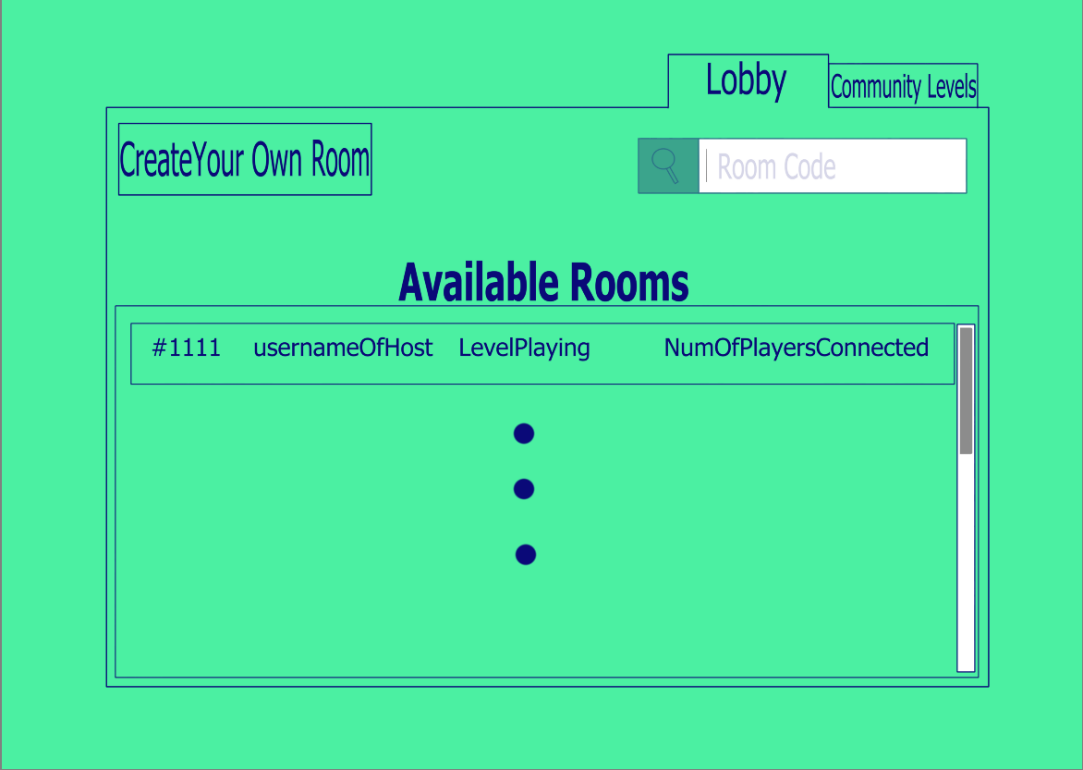 Lobby
Community Levels
CreateYour Own Room
Room Code
Available Rooms
#1111 usernameOfHost LevelPlaying NumOfPlayersConnected